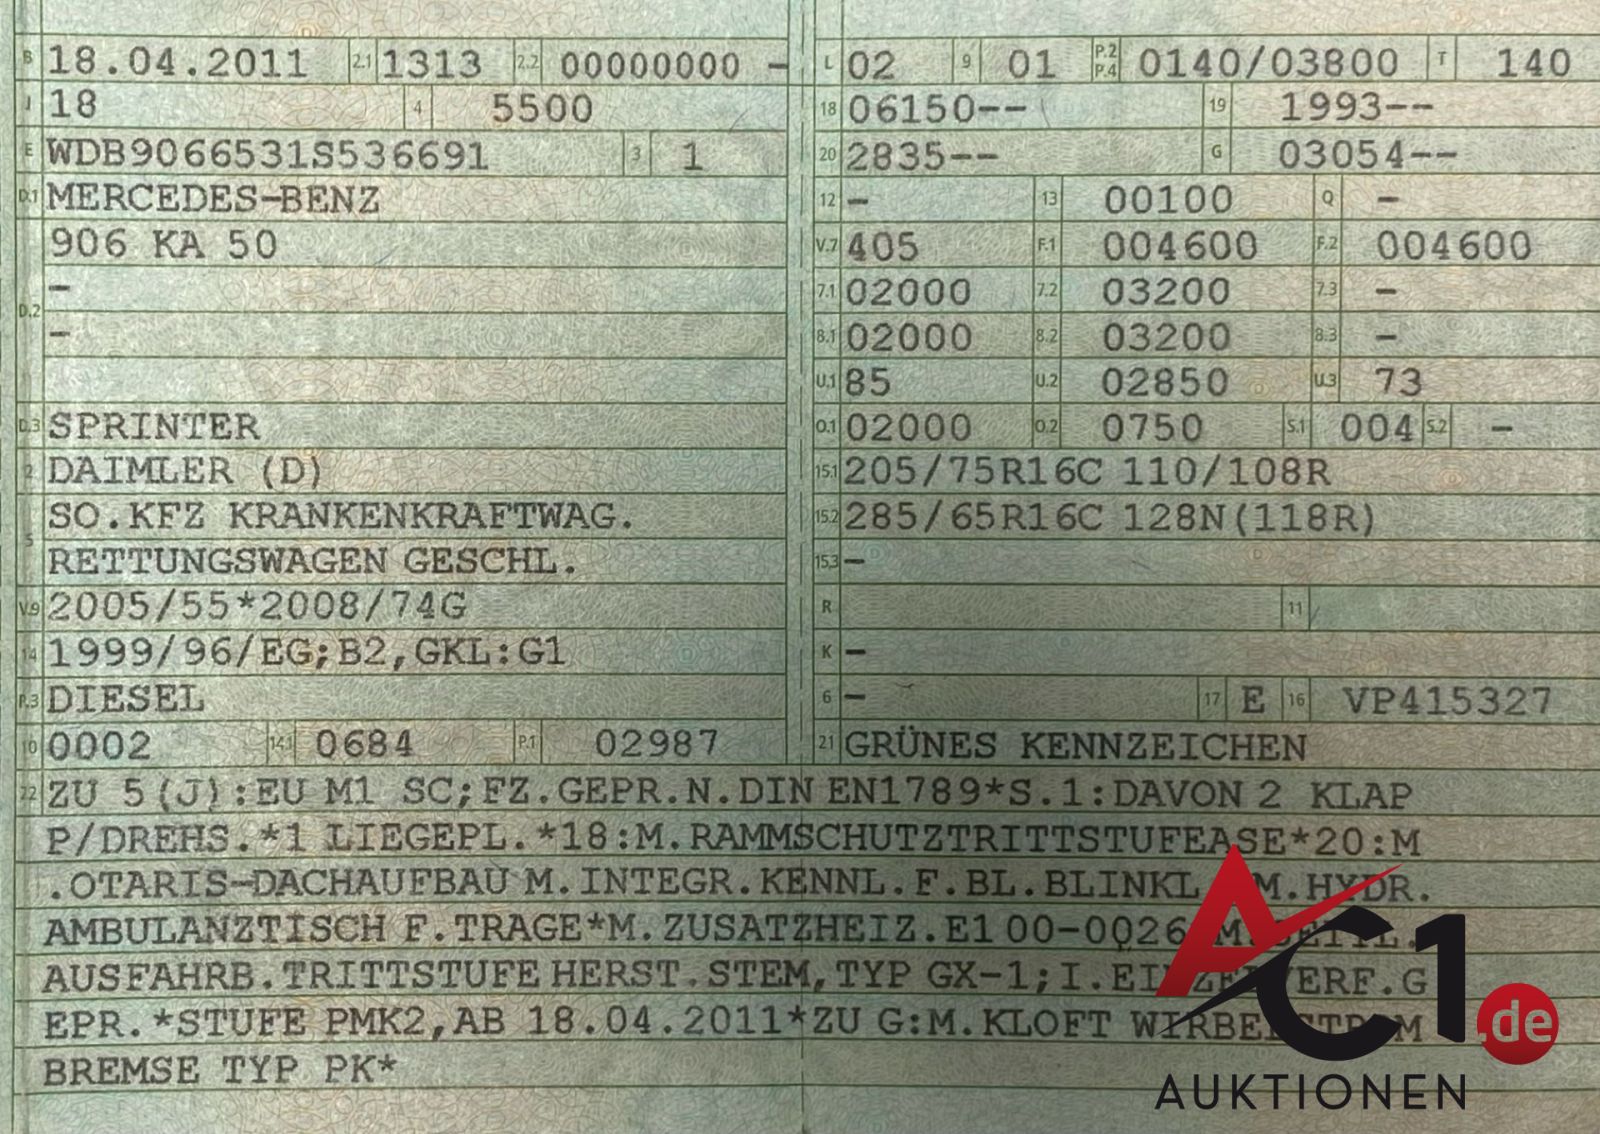 B 18.04.2011 2.1 1313 2.2 00000000 -
J 18 4 5500
E WDB9066531S536691 3 1
D.1 MERCEDES-BENZ
906 KA 50
-
D.2
-
D.3 SPRINTER
2 DAIMLER (D)
SO.KFZ KRANKENKRAFTWAG.
5
RETTUNGSWAGEN GESCHL.
V.9 2005/55*2008/74G
14 1999/96/EG;B2,GKL:G1
P.3 DIESEL
10 0002 14.1 0684 P.1 02987
L 02 9 01 P.2 P.4 0140/03800 T 140
18 06150-- 19 1993--
20 2835-- G 03054--
12 - 13 00100 Q -
V.7 405 F.1 004600 F.2 004600
7.1 02000 7.2 03200 7.3 -
8.1 02000 8.2 03200 8.3 -
U.1 85 U.2 02850 U.3 73
O.1 02000 O.2 0750 S.1 004 S.2 -
15.1 205/75R16C 110/108R
15.2 285/65R16C 128N(118R)
15.3 -
R 11
K -
6 - 17 E 16 VP415327
21 GRÜNES KENNZEICHEN
22 ZU 5(J):EU M1 SC;FZ.GEPR.N.DIN EN1789*S.1:DAVON 2 KLAP
P/DREHS.*1 LIEGEPL.*18:M.RAMMSCHUTZTRITTSTUFEASE*20:M
.OTARIS-DACHAUFBAU M.INTEGR.KENNL.F.BL.BLINKL M.HYDR.
AMBULANZTISCH F.TRAGE*M.ZUSATZHEIZ.E1 00-0026
AUSFAHRB.TRITTSTUFE HERST.STEM,TYP GX-1;I.EINZELVERF.G
EPR.*STUFE PMK2,AB 18.04.2011*ZU G:M.KLOFT WIRBELSTROM
BREMSE TYP PK*
AC1.de
AUKTIONEN